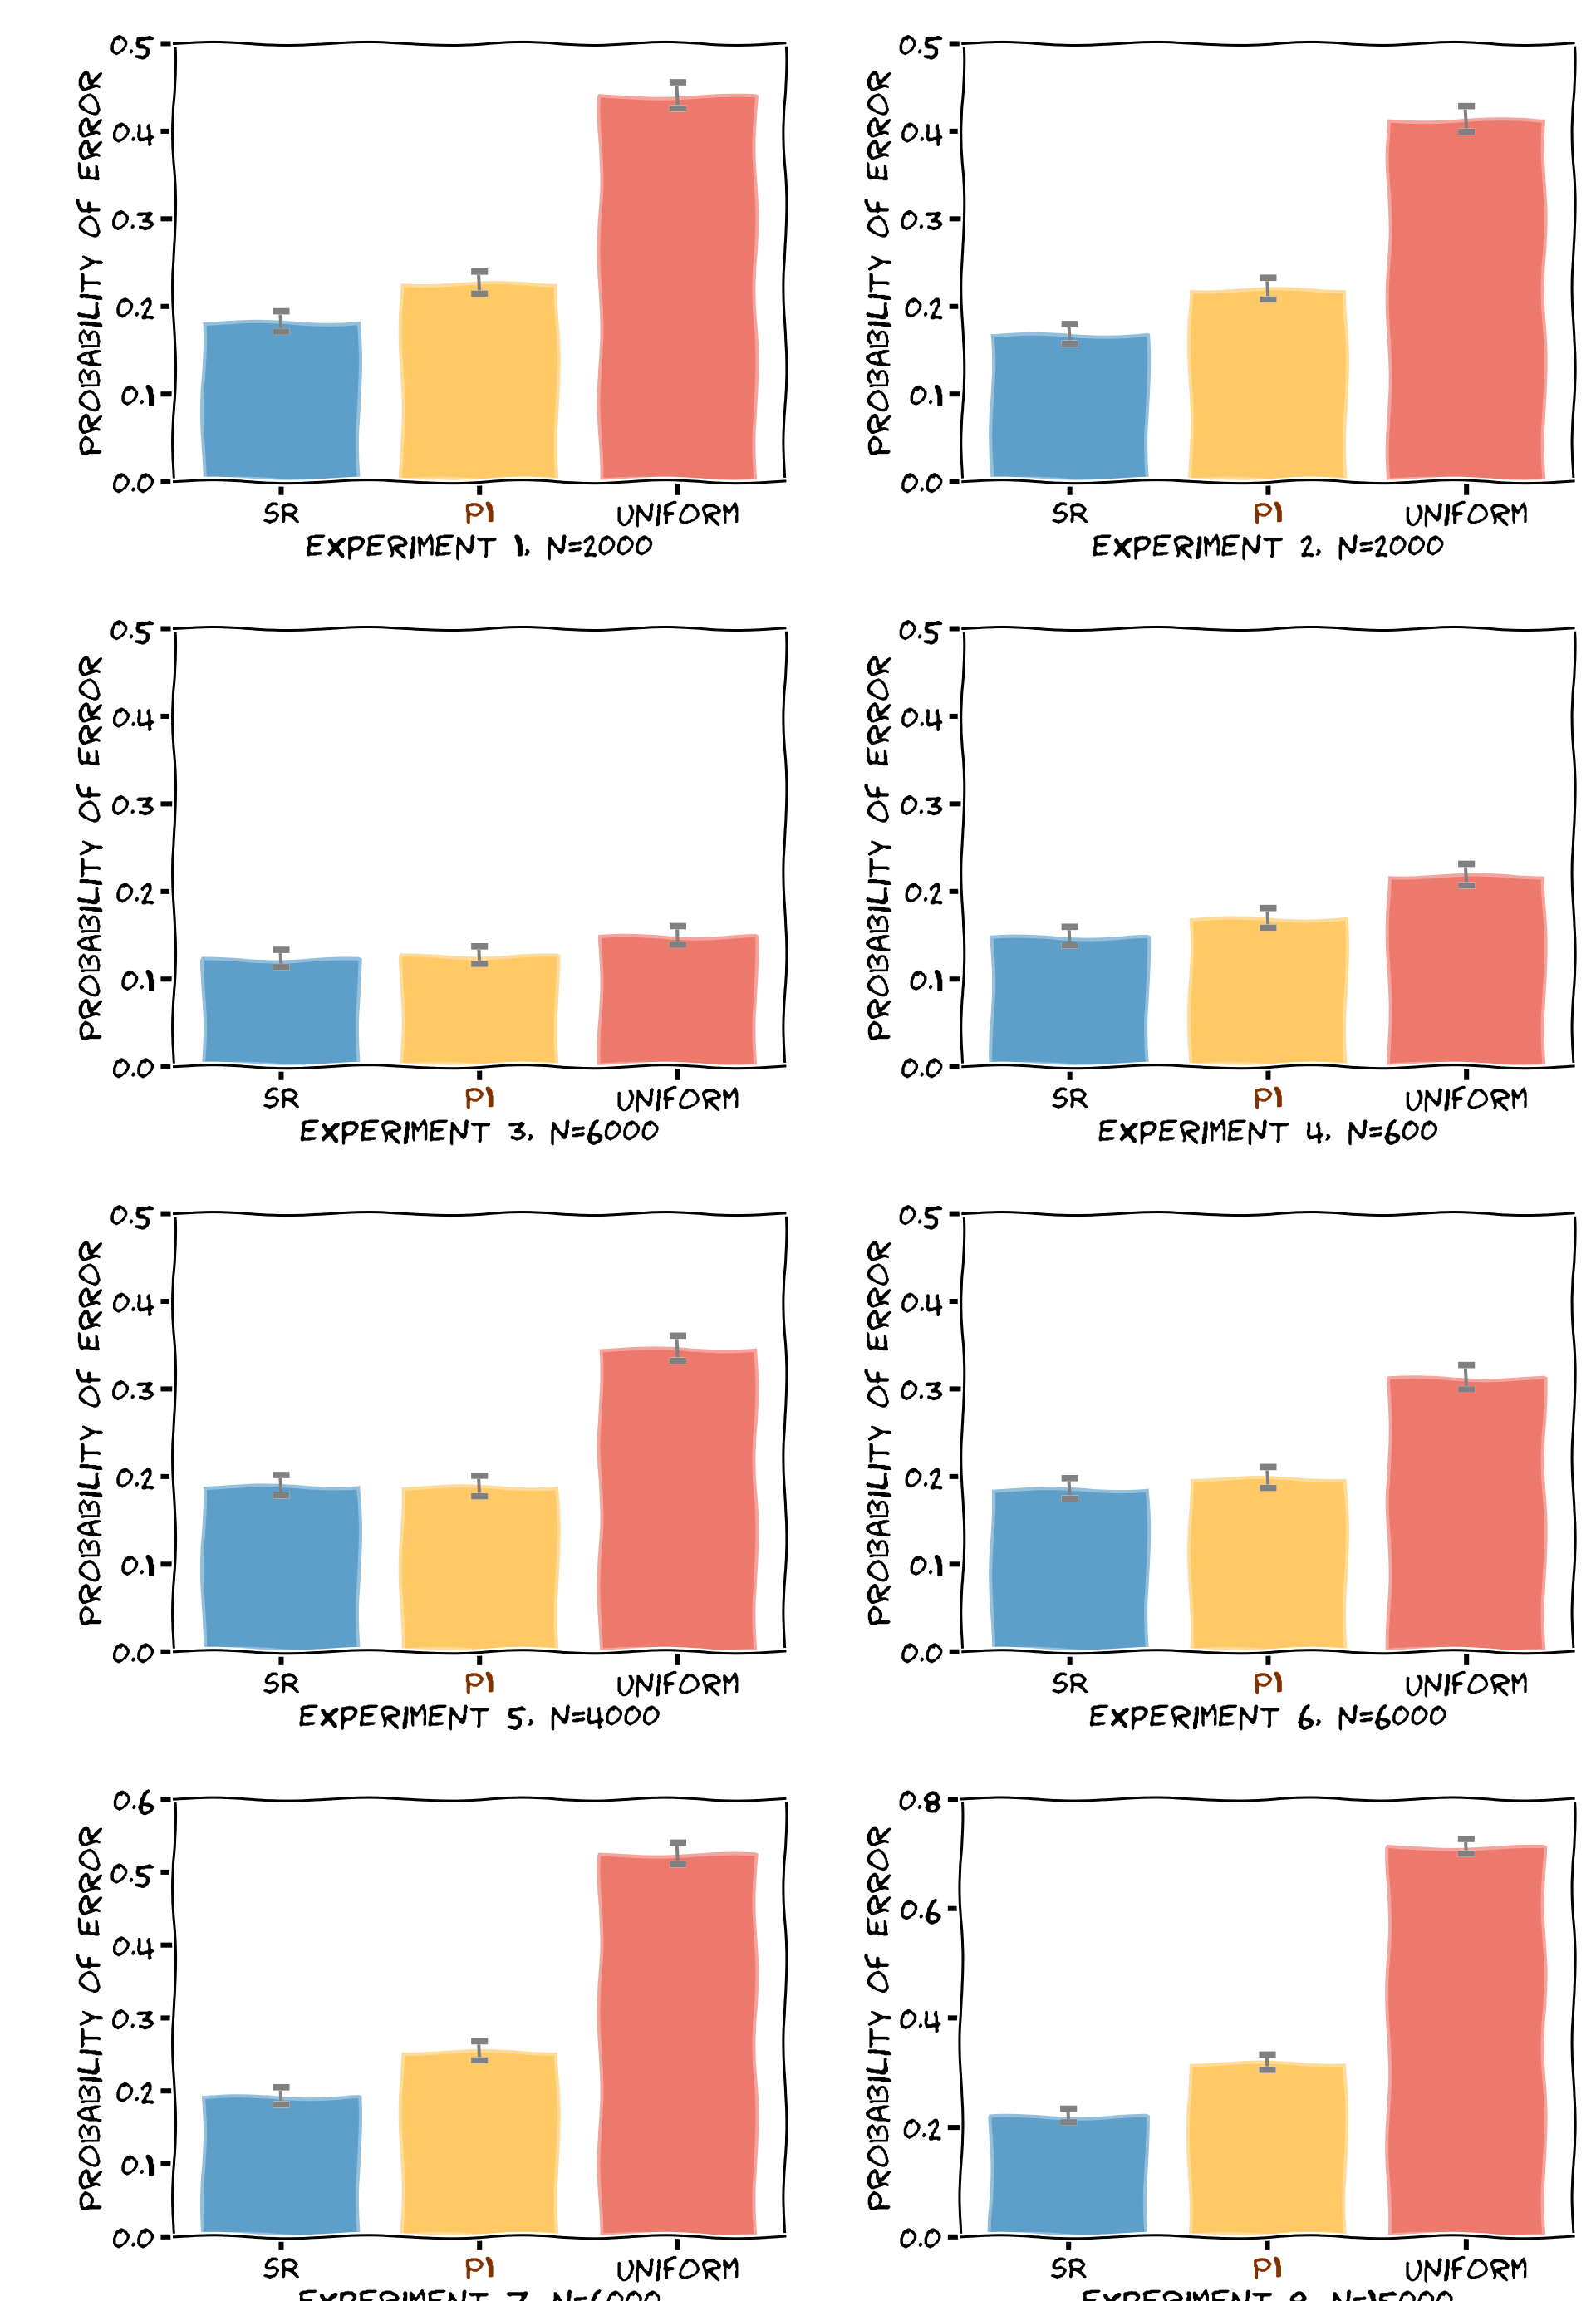 PROBABILITY OF ERROR
0.5
0.4
0.3
0.2
0.1
0.0
SR PI UNIFORM
EXPERIMENT 1, N=2000
PROBABILITY OF ERROR
0.5
0.4
0.3
0.2
0.1
0.0
SR PI UNIFORM
EXPERIMENT 2, N=2000
PROBABILITY OF ERROR
0.5
0.4
0.3
0.2
0.1
0.0
SR PI UNIFORM
EXPERIMENT 3, N=6000
PROBABILITY OF ERROR
0.5
0.4
0.3
0.2
0.1
0.0
SR PI UNIFORM
EXPERIMENT 4, N=600
PROBABILITY OF ERROR
0.5
0.4
0.3
0.2
0.1
0.0
SR PI UNIFORM
EXPERIMENT 5, N=4000
PROBABILITY OF ERROR
0.5
0.4
0.3
0.2
0.1
0.0
SR PI UNIFORM
EXPERIMENT 6, N=6000
PROBABILITY OF ERROR
0.6
0.5
0.4
0.3
0.2
0.1
0.0
SR PI UNIFORM
EXPERIMENT 7, N=6000
PROBABILITY OF ERROR
0.8
0.6
0.4
0.2
0.0
SR PI UNIFORM
EXPERIMENT 8, N=15000